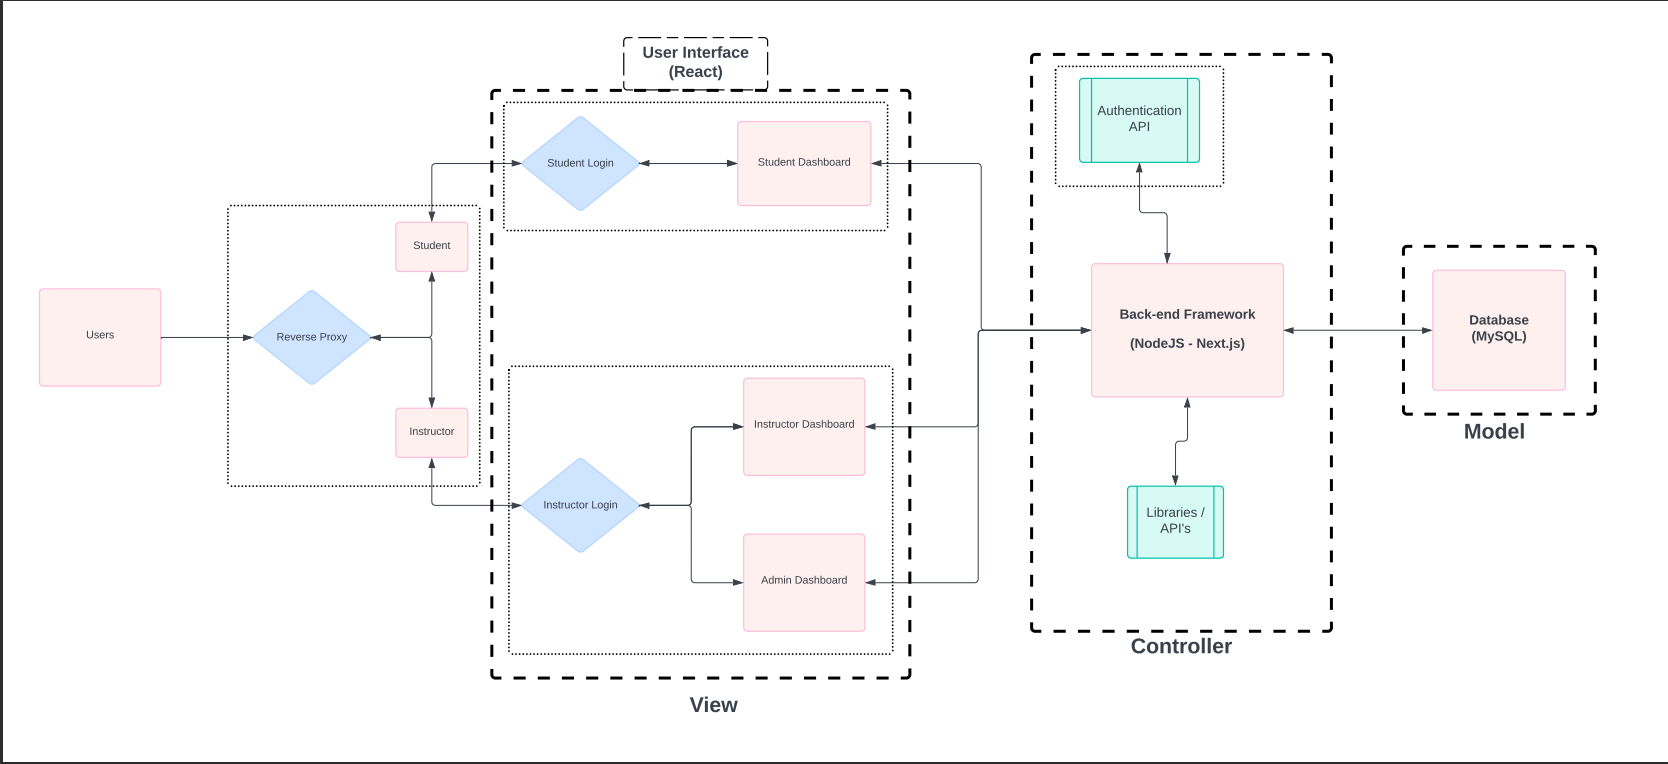 User Interface
(React)
Authentication
API
Student Login
Student Dashboard
Student
Users
Reverse Proxy
Back-end Framework
(NodeJS - Next.js)
Database
(MySQL)
Instructor
Instructor Dashboard
Model
Instructor Login
Libraries /
API's
Admin Dashboard
Controller
View